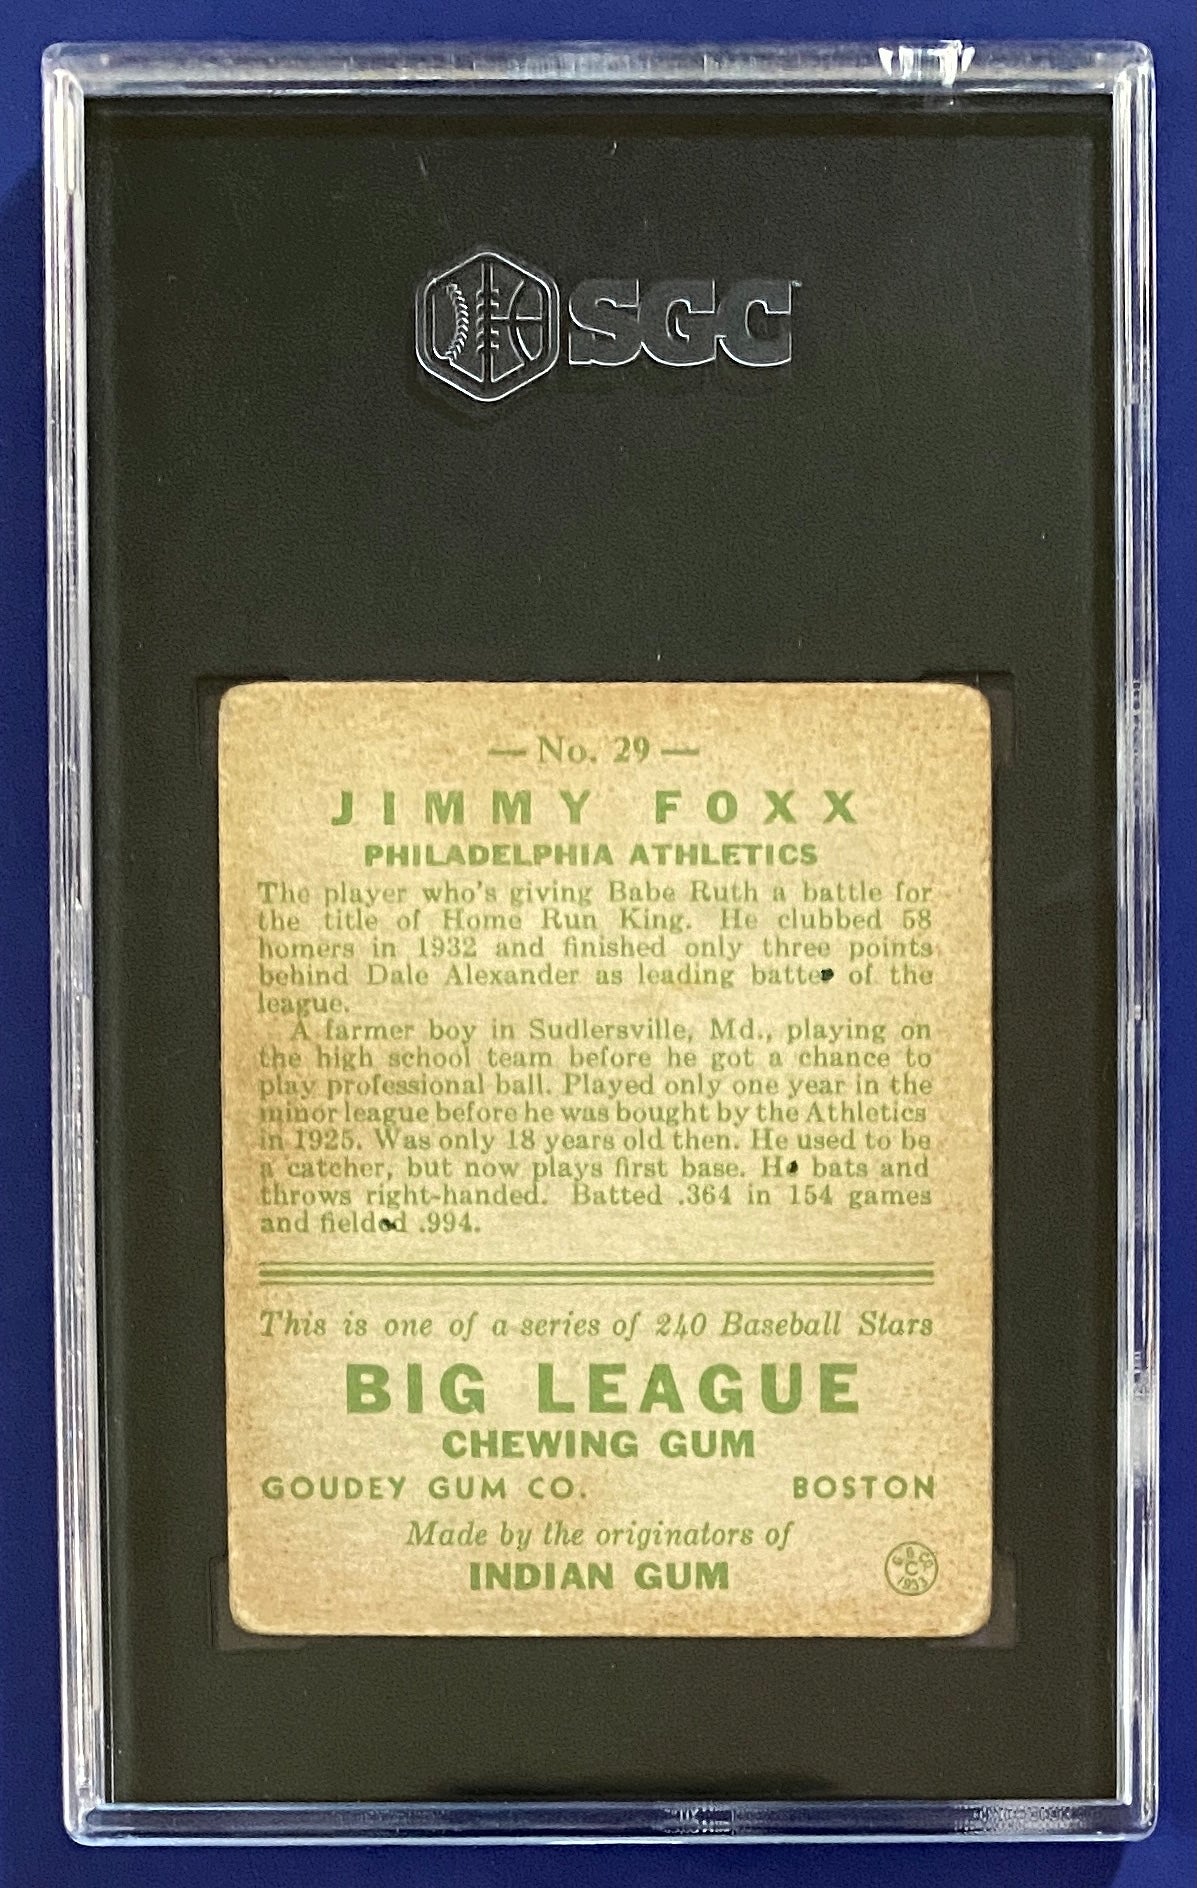 SGC
— No. 29 —
JIMMY FOXX
PHILADELPHIA ATHLETICS
The player who's giving Babe Ruth a battle for
the title of Home Run King. He clubbed 58
homers in 1932 and finished only three points
behind Dale Alexander as leading batter of the
league.
A farmer boy in Sudlersville, Md., playing on
the high school team before he got a chance to
play professional ball. Played only one year in the
minor league before he was bought by the Athletics
in 1925. Was only 18 years old then. He used to be
a catcher, but now plays first base. He bats and
throws right-handed. Batted .364 in 154 games
and fielded .994.
This is one of a series of 240 Baseball Stars
BIG LEAGUE
CHEWING GUM
GOUDEY GUM CO. BOSTON
Made by the originators of
INDIAN GUM
G.G. CO.
C
1933